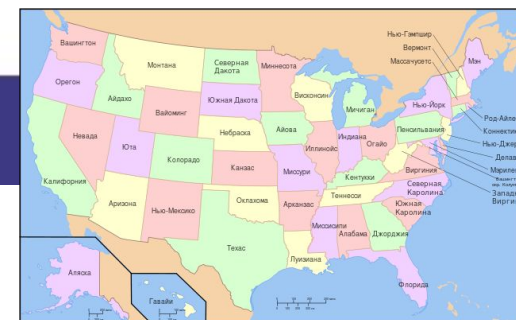 Вашингтон
Орегон
Калифорния
Невада
Айдахо
Монтана
Вайоминг
Юта
Аризона
Колорадо
Нью-Мексико
Северная
Дакота
Южная Дакота
Небраска
Канзас
Оклахома
Техас
Миннесота
Айова
Миссури
Арканзас
Луизиана
Висконсин
Иллинойс
Мичиган
Индиана
Огайо
Кентукки
Теннесси
Миссисипи
Алабама
Джорджия
Флорида
Южная
Каролина
Северная
Каролина
Виргиния
Пенсильвания
Нью-Йорк
Мэн
Нью-Гэмпшир
Вермонт
Массачусетс
Род-Айле
Коннекти
Нью-Джер
Делав
Мариле
Запад
Вирги
Аляска
Гавайи